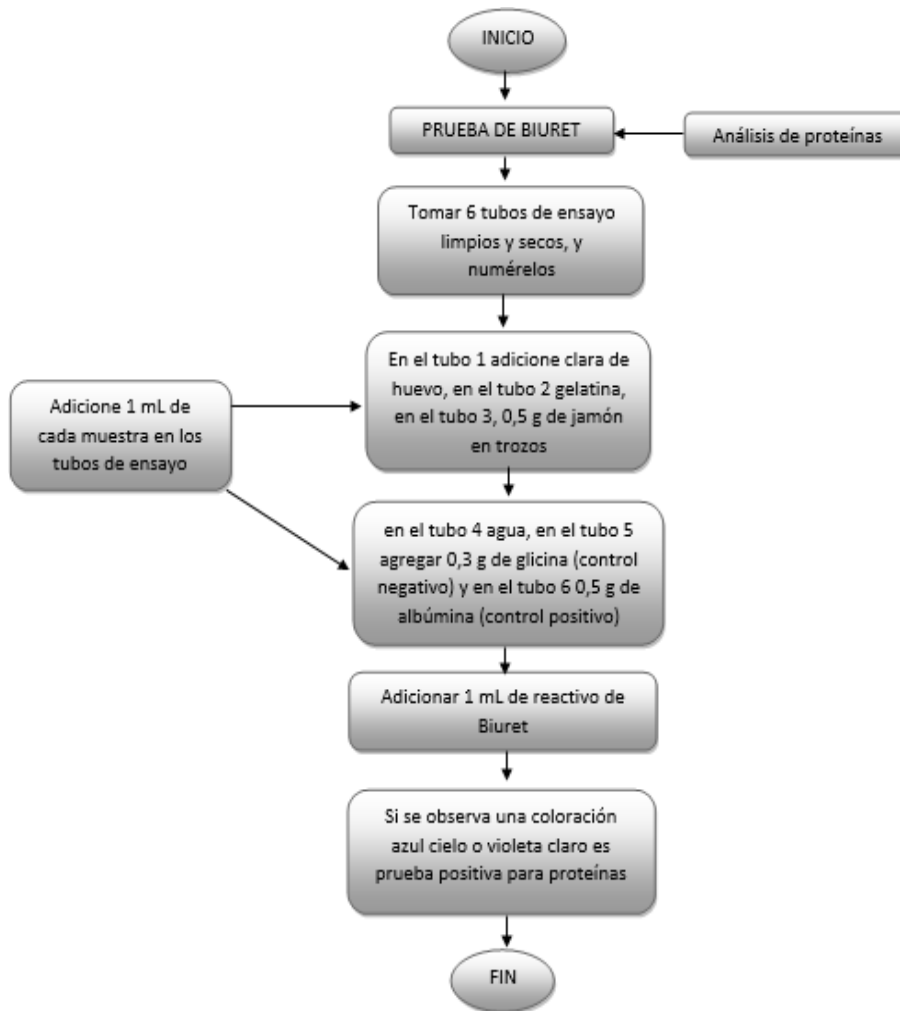 INICIO
PRUEBA DE BIURET
Análisis de proteínas
Tomar 6 tubos de ensayo
limpios y secos, y
numérelos
En el tubo 1 adicione clara de
huevo, en el tubo 2 gelatina,
en el tubo 3, 0,5 g de jamón
en trozos
Adicione 1 mL de
cada muestra en los
tubos de ensayo
en el tubo 4 agua, en el tubo 5
agregar 0,3 g de glicina (control
negativo) y en el tubo 6 0,5 g de
albúmina (control positivo)
Adicionar 1 mL de reactivo de
Biuret
Si se observa una coloración
azul cielo o violeta claro es
prueba positiva para proteínas
FIN